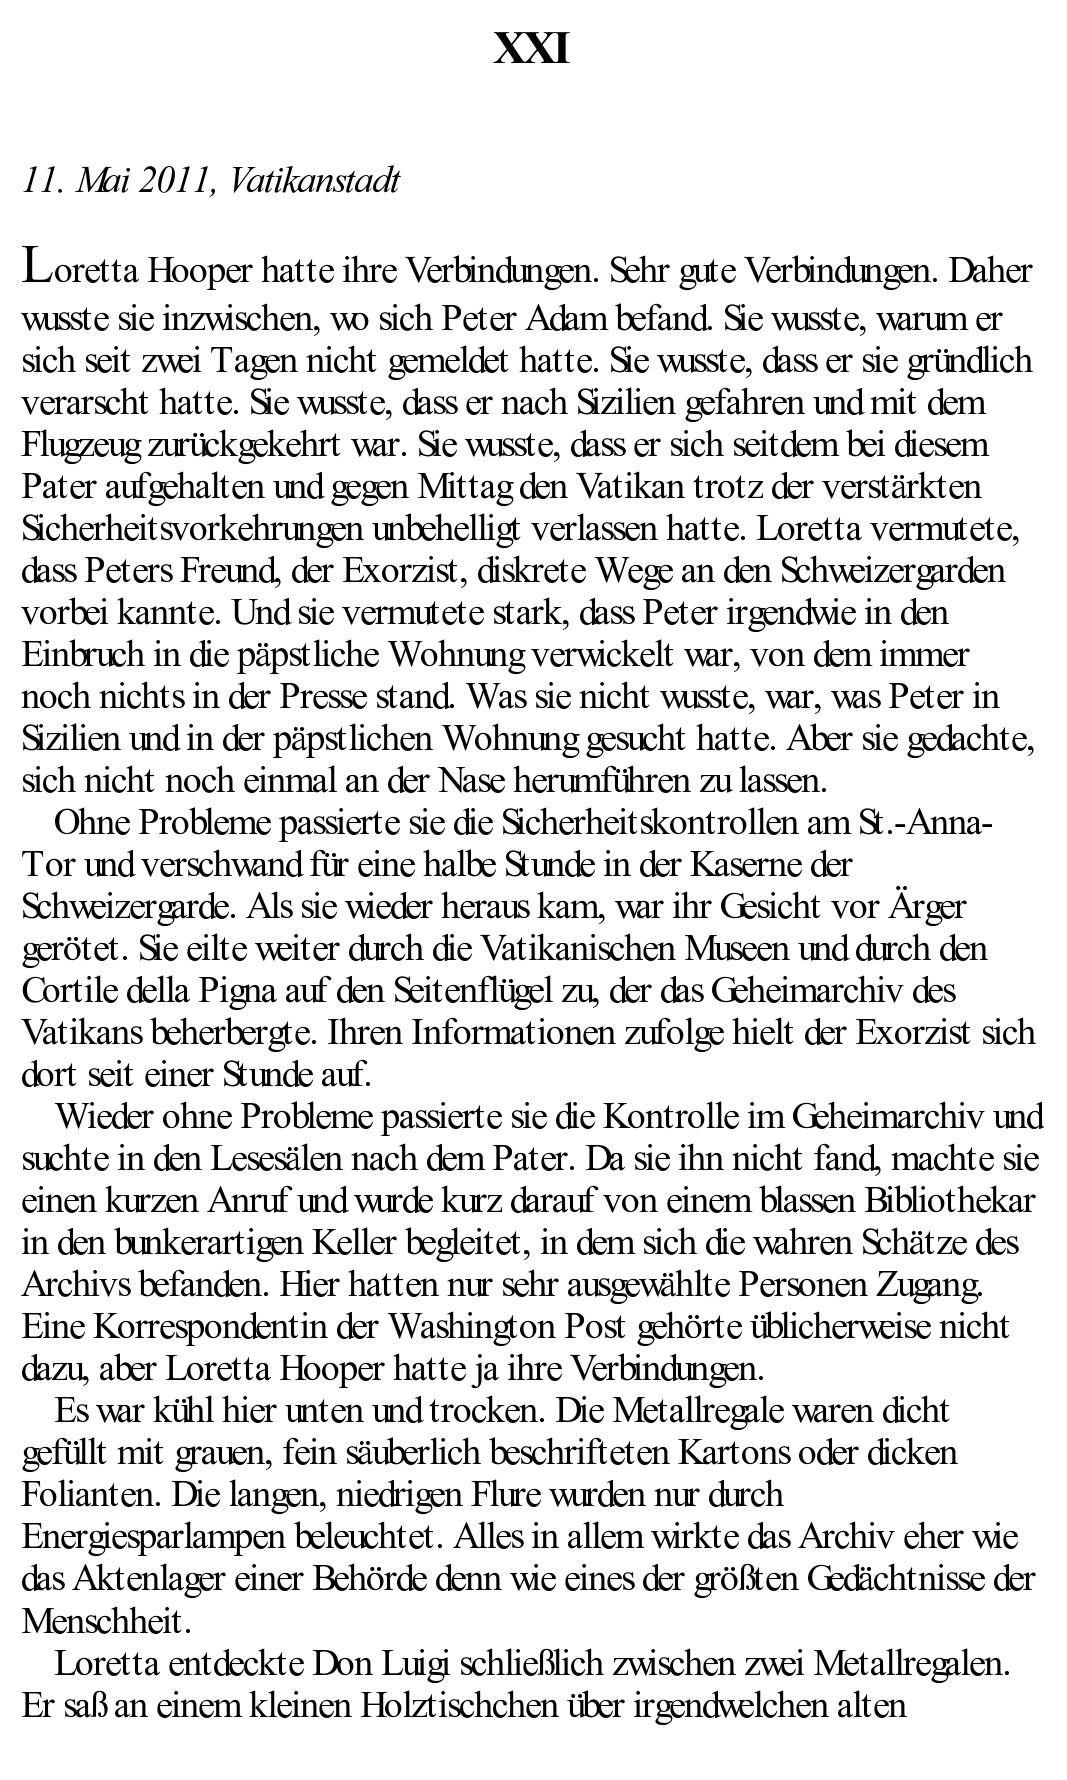 XXI
11. Mai 2011, Vatikanstadt
Loretta Hooper hatte ihre Verbindungen. Sehr gute Verbindungen. Daher
wusste sie inzwischen, wo sich Peter Adam befand. Sie wusste, warum er
sich seit zwei Tagen nicht gemeldet hatte. Sie wusste, dass er sie gründlich
verarscht hatte. Sie wusste, dass er nach Sizilien gefahren und mit dem
Flugzeug zurückgekehrt war. Sie wusste, dass er sich seitdem bei diesem
Pater aufgehalten und gegen Mittag den Vatikan trotz der verstärkten
Sicherheitsvorkehrungen unbehelligt verlassen hatte. Loretta vermutete,
dass Peters Freund, der Exorzist, diskrete Wege an den Schweizergarden
vorbei kannte. Und sie vermutete stark, dass Peter irgendwie in den
Einbruch in die päpstliche Wohnung verwickelt war, von dem immer
noch nichts in der Presse stand. Was sie nicht wusste, war, was Peter in
Sizilien und in der päpstlichen Wohnung gesucht hatte. Aber sie gedachte,
sich nicht noch einmal an der Nase herumführen zu lassen.
Ohne Probleme passierte sie die Sicherheitskontrollen am St.-Anna-
Tor und verschwand für eine halbe Stunde in der Kaserne der
Schweizergarde. Als sie wieder heraus kam, war ihr Gesicht vor Ärger
gerötet. Sie eilte weiter durch die Vatikanischen Museen und durch den
Cortile della Pigna auf den Seitenflügel zu, der das Geheimarchiv des
Vatikans beherbergte. Ihren Informationen zufolge hielt der Exorzist sich
dort seit einer Stunde auf.
Wieder ohne Probleme passierte sie die Kontrolle im Geheimarchiv und
suchte in den Lesesälen nach dem Pater. Da sie ihn nicht fand, machte sie
einen kurzen Anruf und wurde kurz darauf von einem blassen Bibliothekar
in den bunkerartigen Keller begleitet, in dem sich die wahren Schätze des
Archivs befanden. Hier hatten nur sehr ausgewählte Personen Zugang.
Eine Korrespondentin der Washington Post gehörte üblicherweise nicht
dazu, aber Loretta Hooper hatte ja ihre Verbindungen.
Es war kühl hier unten und trocken. Die Metallregale waren dicht
gefüllt mit grauen, fein säuberlich beschrifteten Kartons oder dicken
Folianten. Die langen, niedrigen Flure wurden nur durch
Energiesparlampen beleuchtet. Alles in allem wirkte das Archiv eher wie
das Aktenlager einer Behörde denn wie eines der größten Gedächtnisse der
Menschheit.
Loretta entdeckte Don Luigi schließlich zwischen zwei Metallregalen.
Er saß an einem kleinen Holztischchen über irgendwelchen alten